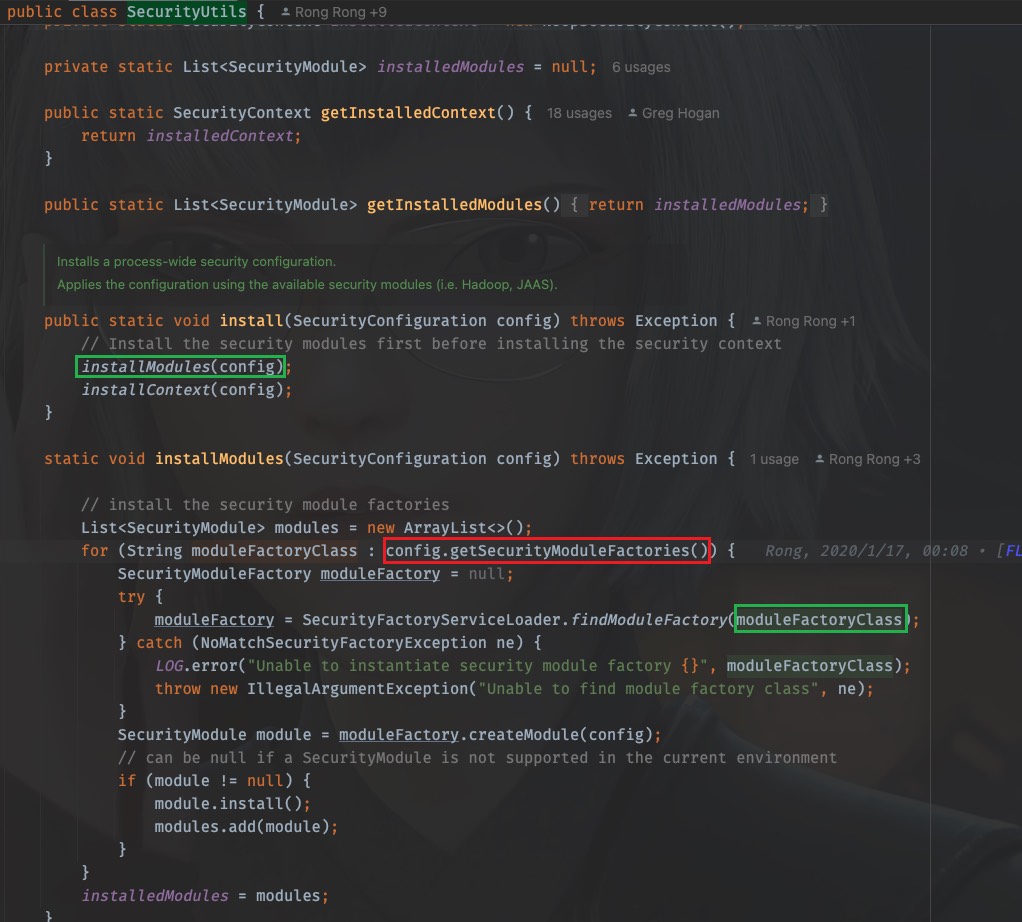 public class SecurityUtils { Rong Rong +9
private static List<SecurityModule> installedModules = null; 6 usages
public static SecurityContext getInstalledContext() { 18 usages Greg Hogan
return installedContext;
}
public static List<SecurityModule> getInstalledModules() { return installedModules; }
Installs a process-wide security configuration.
Applies the configuration using the available security modules (i.e. Hadoop, JAAS).
public static void install(SecurityConfiguration config) throws Exception { Rong Rong +1
// Install the security modules first before installing the security context
installModules(config);
installContext(config);
}
static void installModules(SecurityConfiguration config) throws Exception { 1 usage Rong Rong +3
// install the security module factories
List<SecurityModule> modules = new ArrayList<>();
for (String moduleFactoryClass : config.getSecurityModuleFactories()) { Rong, 2020/1/17, 00:08 • [FL
SecurityModuleFactory moduleFactory = null;
try {
moduleFactory = SecurityFactoryServiceLoader.findModuleFactory(moduleFactoryClass);
} catch (NoMatchSecurityFactoryException ne) {
LOG.error("Unable to instantiate security module factory {}", moduleFactoryClass);
throw new IllegalArgumentException("Unable to find module factory class", ne);
}
SecurityModule module = moduleFactory.createModule(config);
// can be null if a SecurityModule is not supported in the current environment
if (module != null) {
module.install();
modules.add(module);
}
}
installedModules = modules;
}